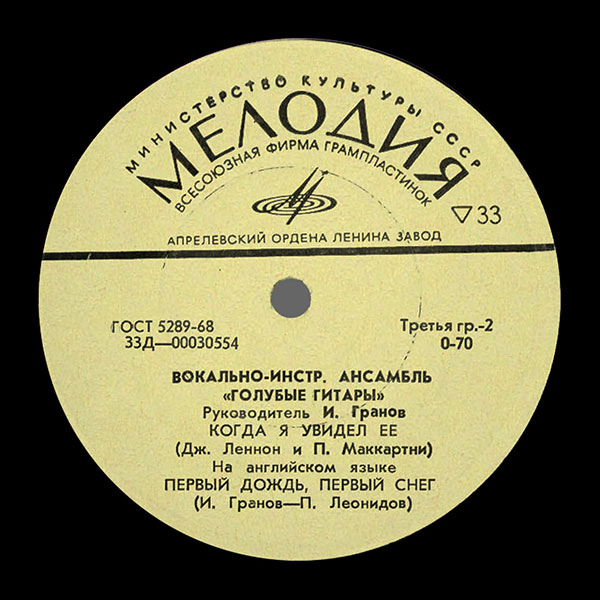 МИНИСТЕРСТВО КУЛЬТУРЫ СССР
МЕЛОДИЯ
ВСЕСОЮЗНАЯ ФИРМА ГРАМПЛАСТИНОК
▽33
АПРЕЛЕВСКИЙ ОРДЕНА ЛЕНИНА ЗАВОД
ГОСТ 5289-68
33Д—00030554
Третья гр.-2
0-70
ВОКАЛЬНО-ИНСТР. АНСАМБЛЬ
«ГОЛУБЫЕ ГИТАРЫ»
Руководитель И. Гранов
КОГДА Я УВИДЕЛ ЕЕ
(Дж. Леннон и П. Маккартни)
На английском языке
ПЕРВЫЙ ДОЖДЬ, ПЕРВЫЙ СНЕГ
(И. Гранов—П. Леонидов)